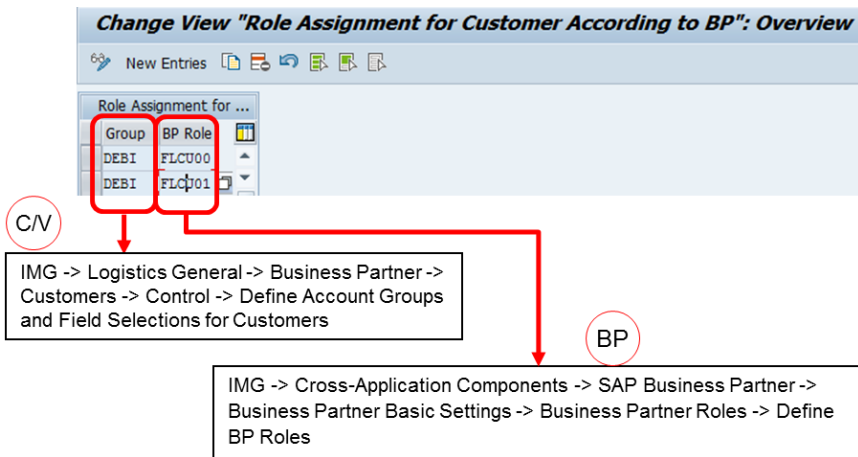 Change View "Role Assignment for Customer According to BP": Overview
New Entries
Role Assignment for ...
Group BP Role
DEBI FLCU00
DEBI FLCU01
C/V
IMG -> Logistics General -> Business Partner ->
Customers -> Control -> Define Account Groups
and Field Selections for Customers
BP
IMG -> Cross-Application Components -> SAP Business Partner ->
Business Partner Basic Settings -> Business Partner Roles -> Define
BP Roles